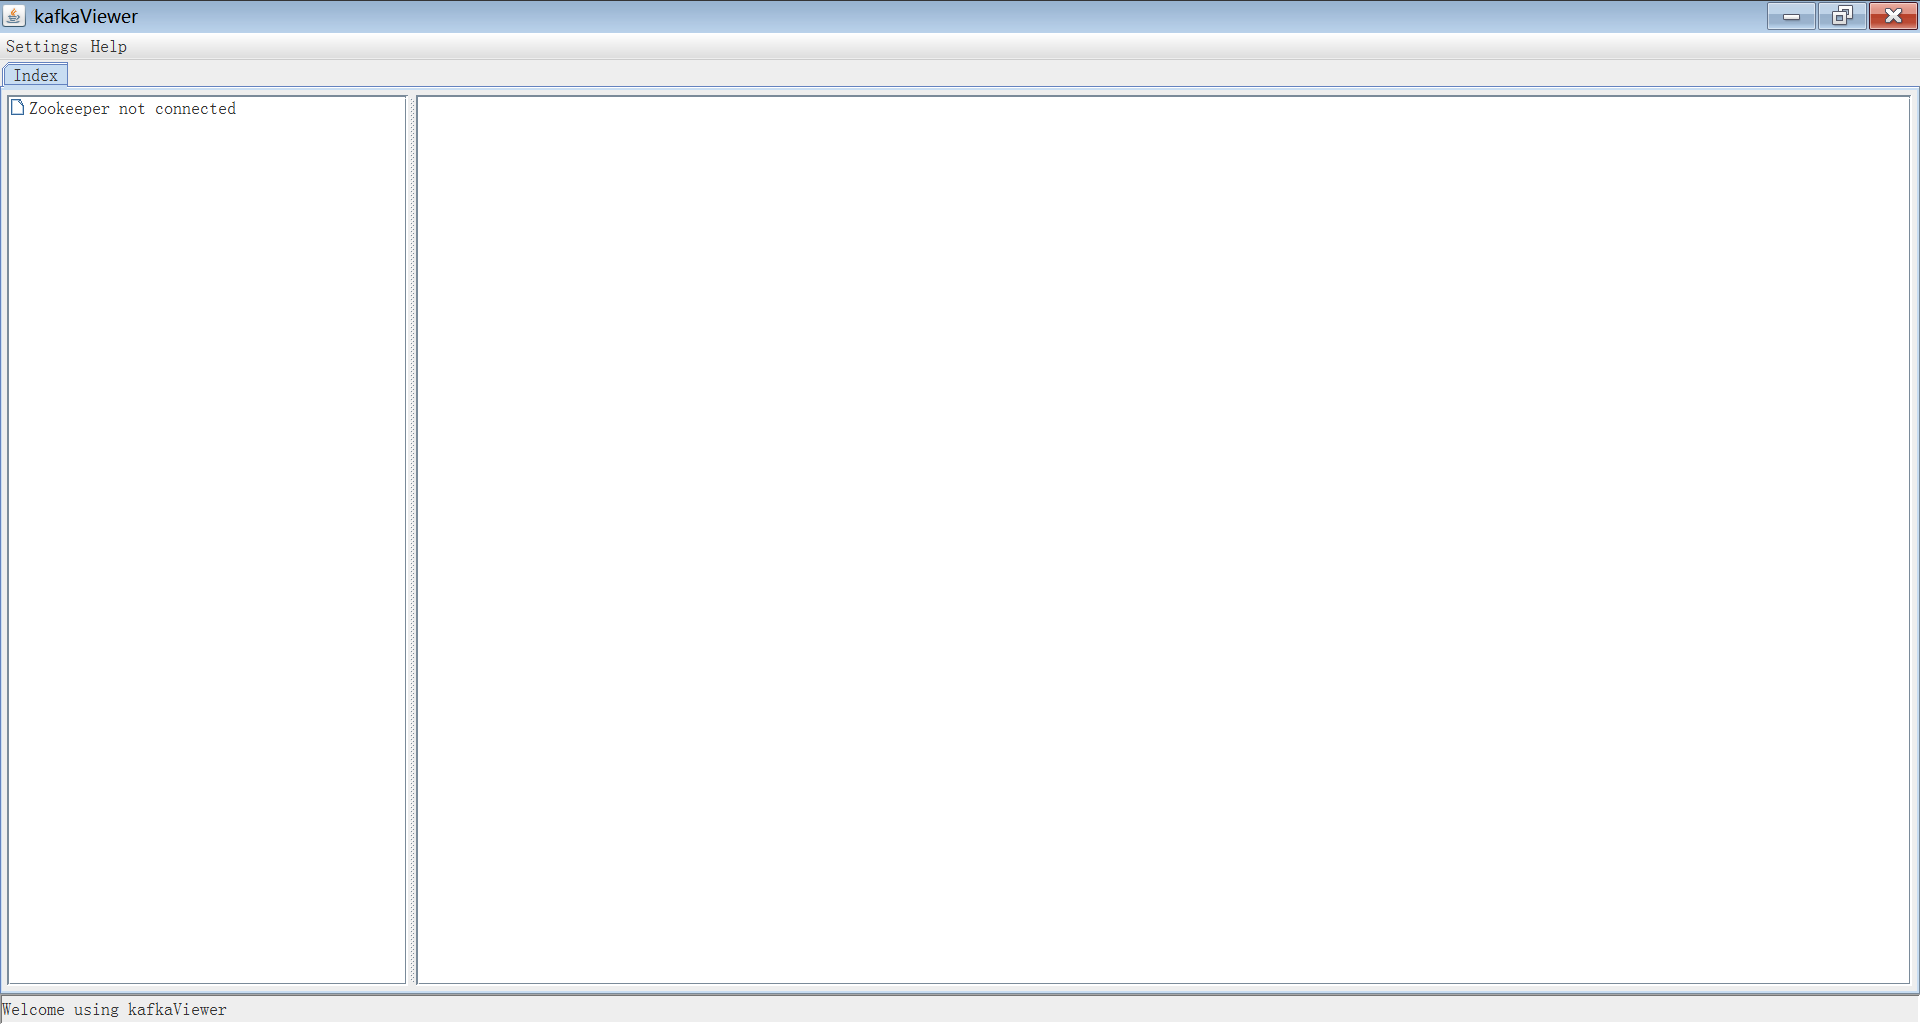 kafkaViewer
Settings Help
Index
Zookeeper not connected
Welcome using kafkaViewer